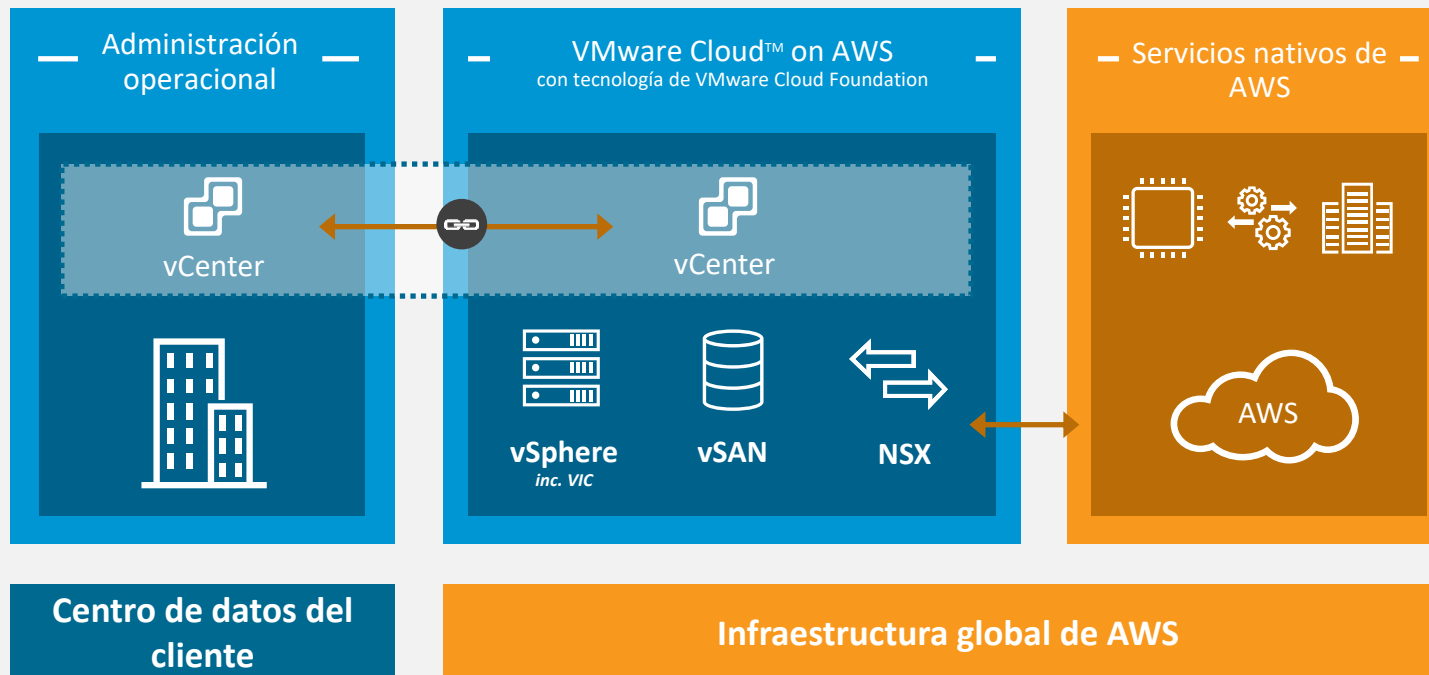 Administración
operacional
VMware Cloud™ on AWS
con tecnología de VMware Cloud Foundation
Servicios nativos de
AWS
vCenter
vCenter
vSphere
inc. VIC
vSAN
NSX
AWS
Centro de datos del
cliente
Infraestructura global de AWS